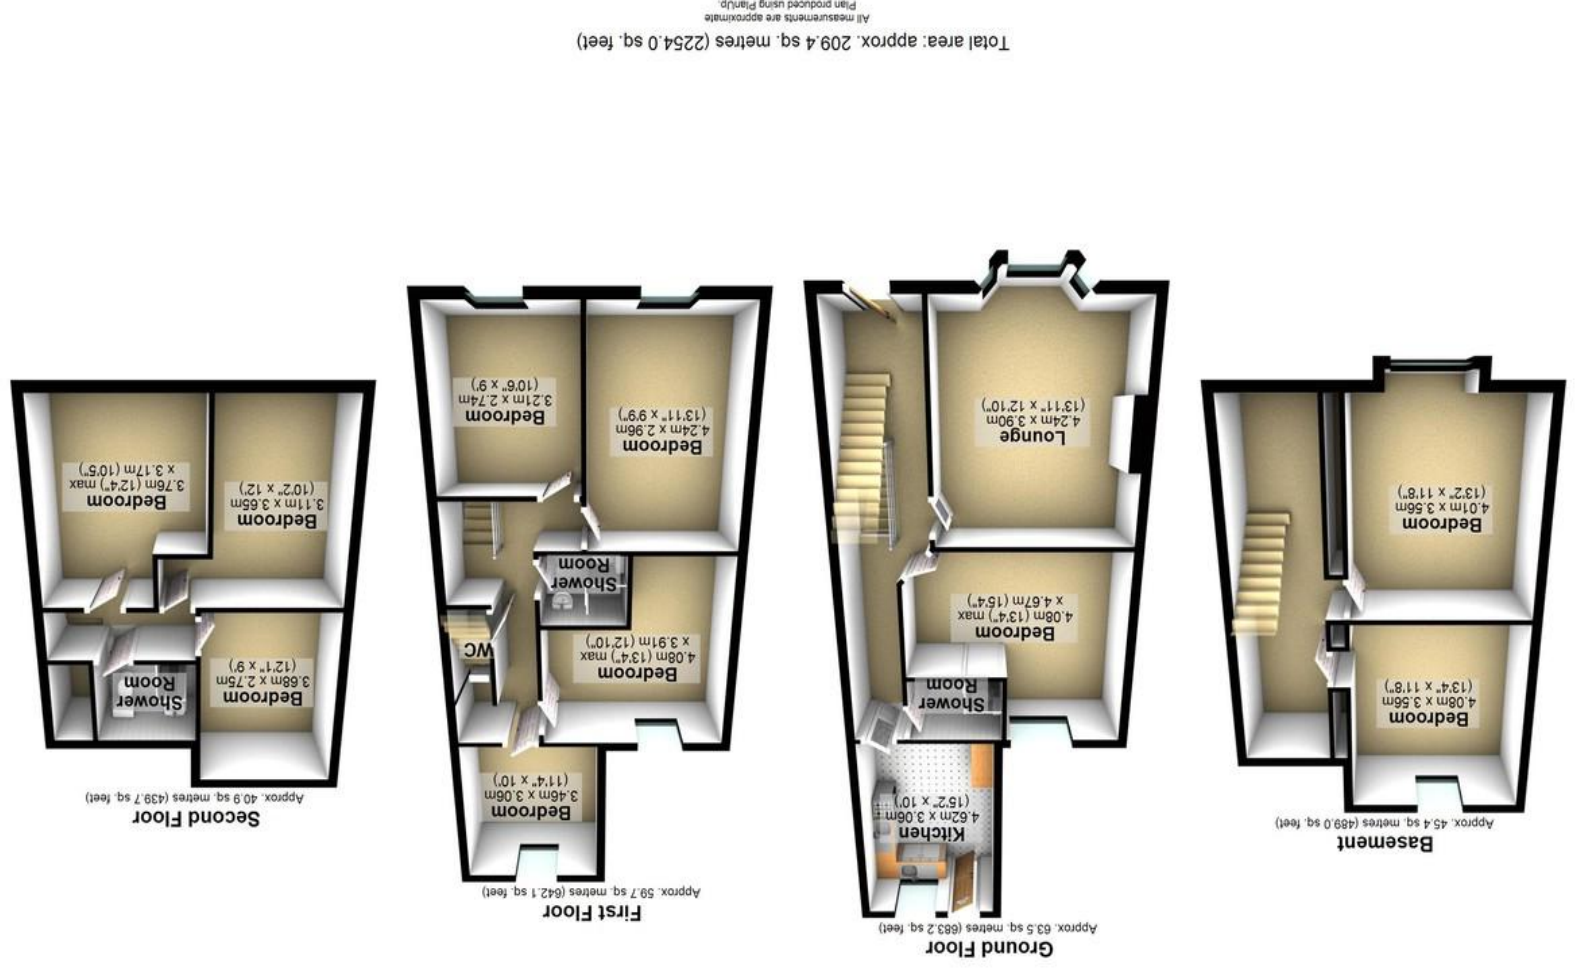 Basement
Approx. 45.4 sq. metres (489.0 sq. feet)
Bedroom
4.08m x 3.56m
(13'4" x 11'8")
Bedroom
4.01m x 3.56m
(13'2" x 11'8")
Ground Floor
Approx. 63.5 sq. metres (683.2 sq. feet)
Kitchen
4.62m x 3.06m
(15'2" x 10')
Shower
Room
Bedroom
4.08m (13'4") max
x 4.67m (15'4")
Lounge
4.24m x 3.90m
(13'11" x 12'10")
First Floor
Approx. 59.7 sq. metres (642.1 sq. feet)
Bedroom
3.46m x 3.06m
(11'4" x 10')
Bedroom
4.08m (13'4") max
x 3.91m (12'10")
WC
Shower
Room
Bedroom
4.24m x 2.96m
(13'11" x 9'9")
Bedroom
3.21m x 2.74m
(10'6" x 9')
Second Floor
Approx. 40.9 sq. metres (439.7 sq. feet)
Bedroom
3.68m x 2.75m
(12'1" x 9')
Shower
Room
Bedroom
3.11m x 3.65m
(10'2" x 12')
Bedroom
3.76m (12'4") max
x 3.17m (10'5")
Total area: approx. 209.4 sq. metres (2254.0 sq. feet)
All measurements are approximate
Plan produced using PlanUp.